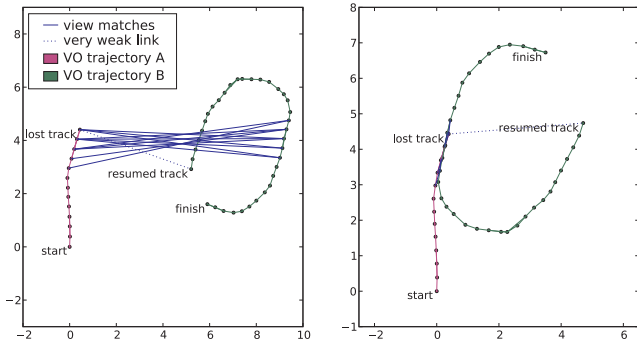 view matches
very weak link
VO trajectory A
VO trajectory B
lost track
resumed track
finish
start
8
6
4
2
0
−2
−2 0 2 4 6 8 10
finish
lost track
resumed track
start
8
7
6
5
4
3
2
1
0
−1
−2 0 2 4 6